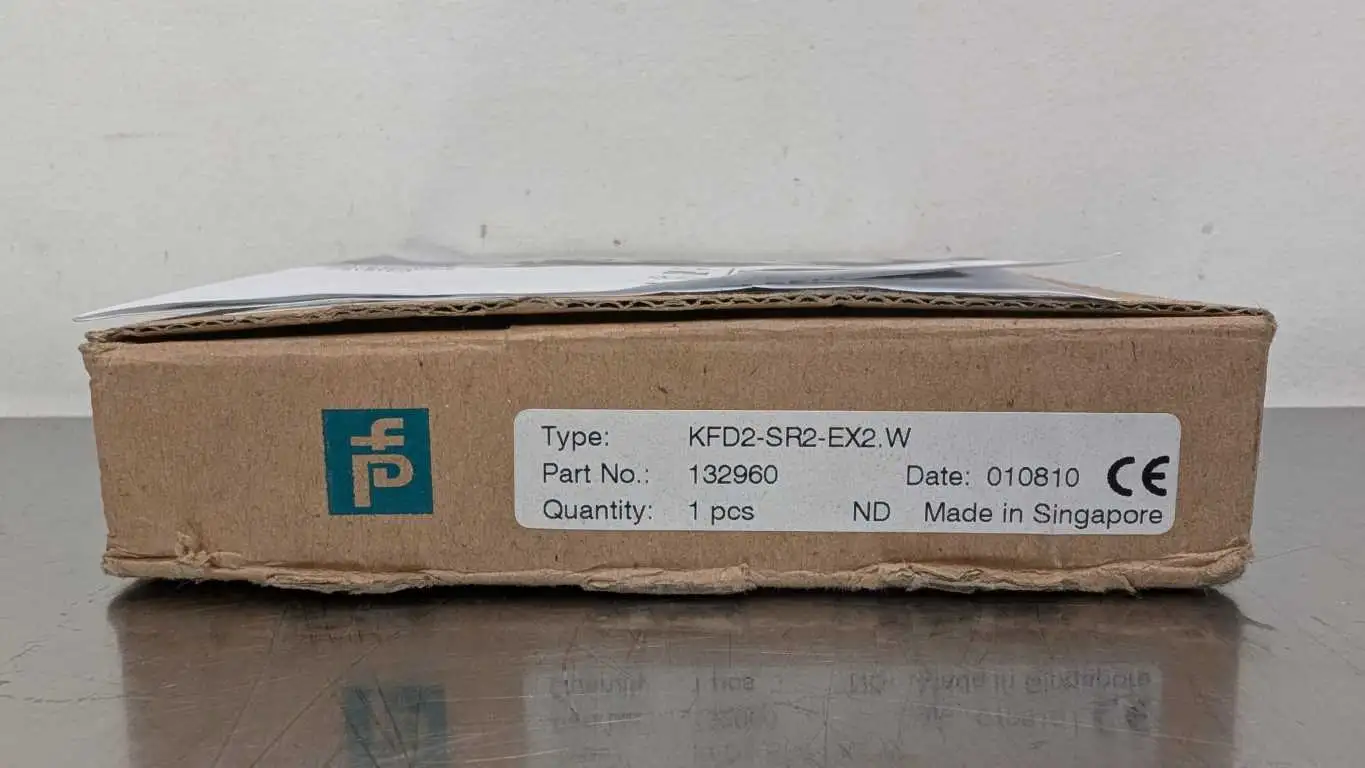 Type: KFD2-SR2-EX2.W
Part No.: 132960 Date: 010810 CE
Quantity: 1 pcs ND Made in Singapore